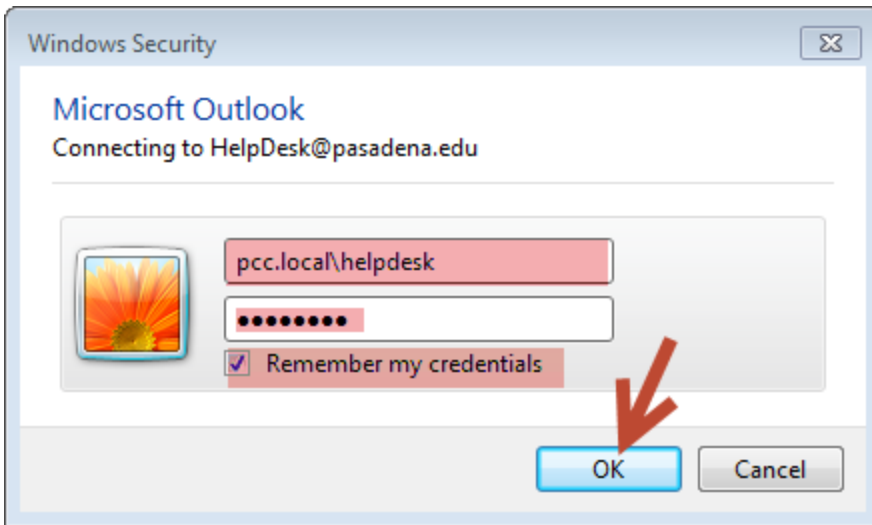 Windows Security
Microsoft Outlook
Connecting to HelpDesk@pasadena.edu
pcc.local\helpdesk
●●●●●●●●
Remember my credentials
OK
Cancel